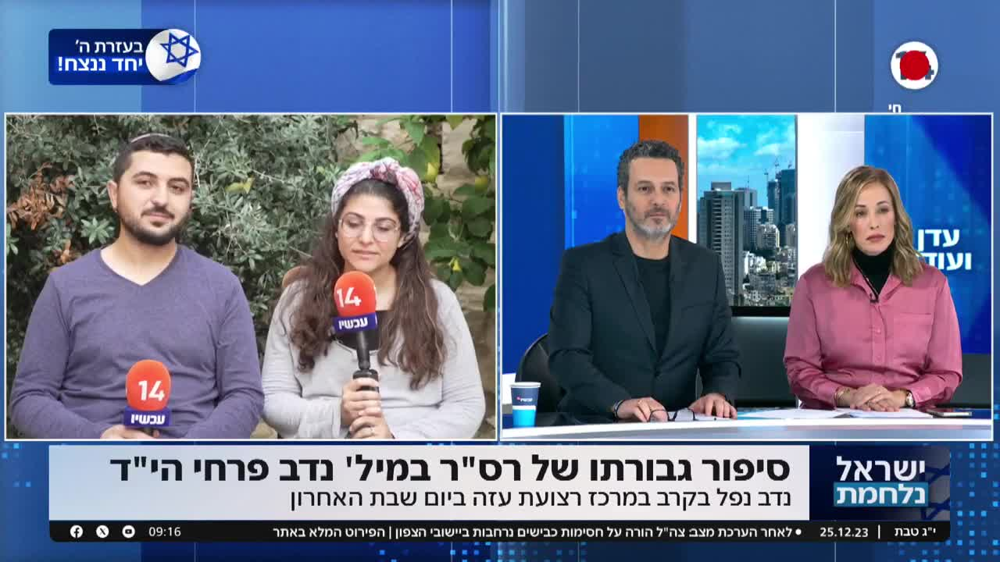 בעזרת ה'
יחד ננצח!
14
חי
עדן
ועוד
14
עכשיו
14
עכשיו
עכשיו
סיפור גבורתו של רס"ר במיל' נדב פרחי הי"ד
נדב נפל בקרב במרכז רצועת עזה ביום שבת האחרון
ישראל
נלחמת
י"ג טבת | 25.12.23 • לאחר הערכת מצב: צה"ל הורה על חסימות כבישים נרחבות ביישובי הצפון | הפירוט המלא באתר 09:16